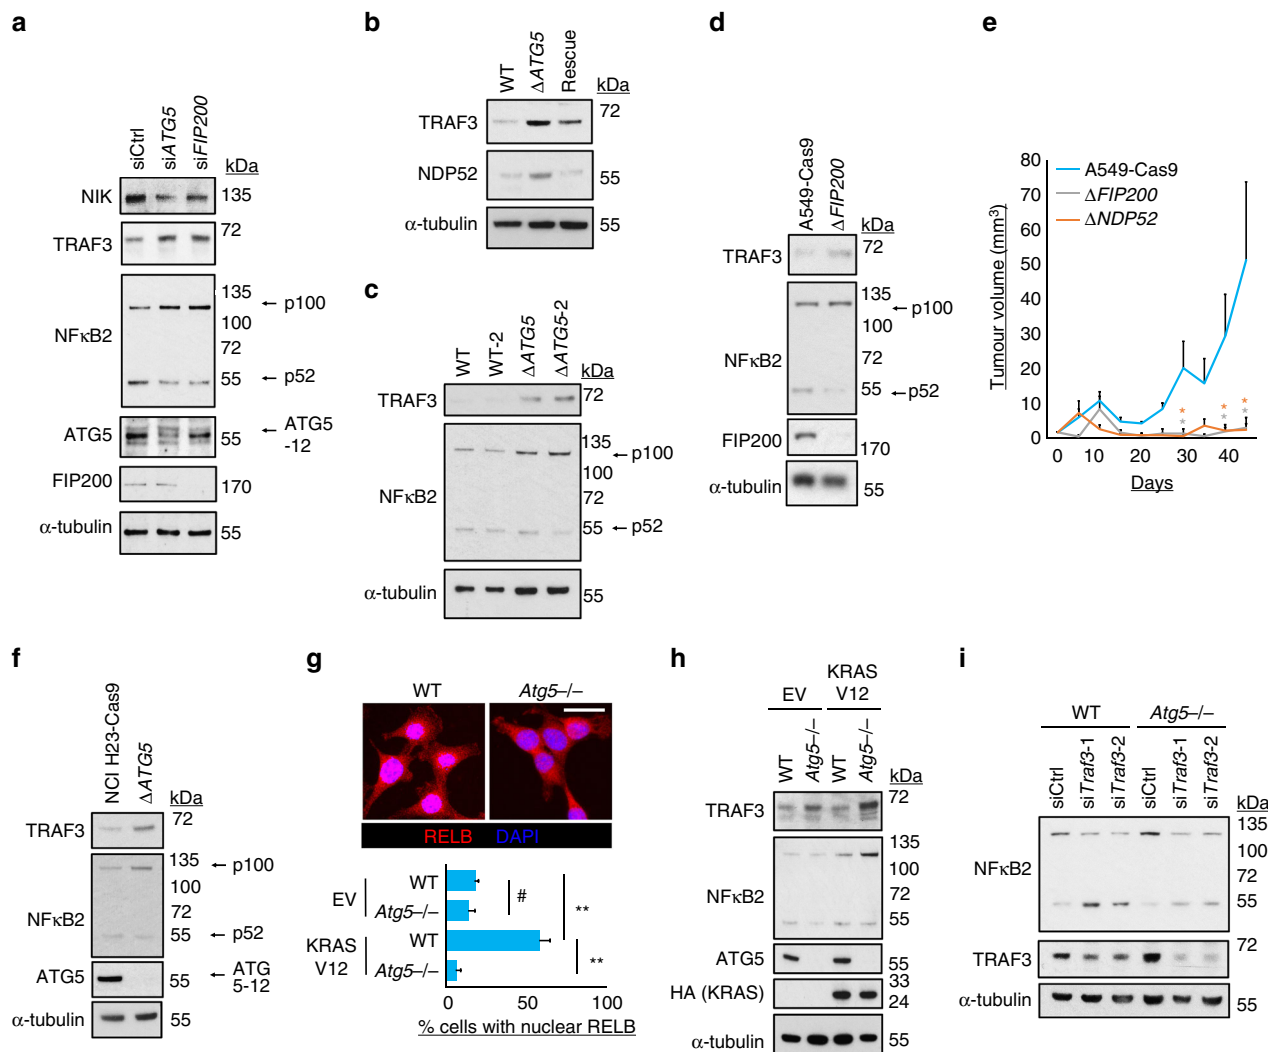 a
siCtrl
siATG5
siFIP200
kDa
NIK
135
TRAF3
72
NFκB2
135
← p100
100
72
55
← p52
ATG5
55
← ATG5
-12
FIP200
170
α-tubulin
55
b
WT
ΔATG5
Rescue
kDa
TRAF3
72
NDP52
55
α-tubulin
55
c
WT
WT-2
ΔATG5
ΔATG5-2
kDa
TRAF3
72
NFκB2
135
← p100
100
72
55
← p52
α-tubulin
55
d
A549-Cas9
ΔFIP200
kDa
TRAF3
72
NFκB2
135
← p100
100
72
55
← p52
FIP200
170
α-tubulin
55
e
Tumour volume (mm3)
80
70
60
50
40
30
20
10
0
A549-Cas9
ΔFIP200
ΔNDP52
* * *
* * *
0 10 20 30 40
Days
f
NCI H23-Cas9
ΔATG5
kDa
TRAF3
72
NFκB2
135
← p100
100
72
55
← p52
ATG5
55
← ATG
5-12
α-tubulin
55
g
WT
Atg5–/–
RELB DAPI
EV
WT
Atg5–/–
KRAS
V12
WT
Atg5–/–
#
**
**
0 50 100
% cells with nuclear RELB
h
EV
KRAS
V12
WT
Atg5–/–
WT
Atg5–/–
kDa
TRAF3
72
NFκB2
135
100
72
55
ATG5
55
HA (KRAS)
33
24
α-tubulin
55
i
WT
Atg5–/–
siCtrl
siTraf3-1
siTraf3-2
siCtrl
siTraf3-1
siTraf3-2
kDa
NFκB2
135
100
72
55
TRAF3
72
α-tubulin
55